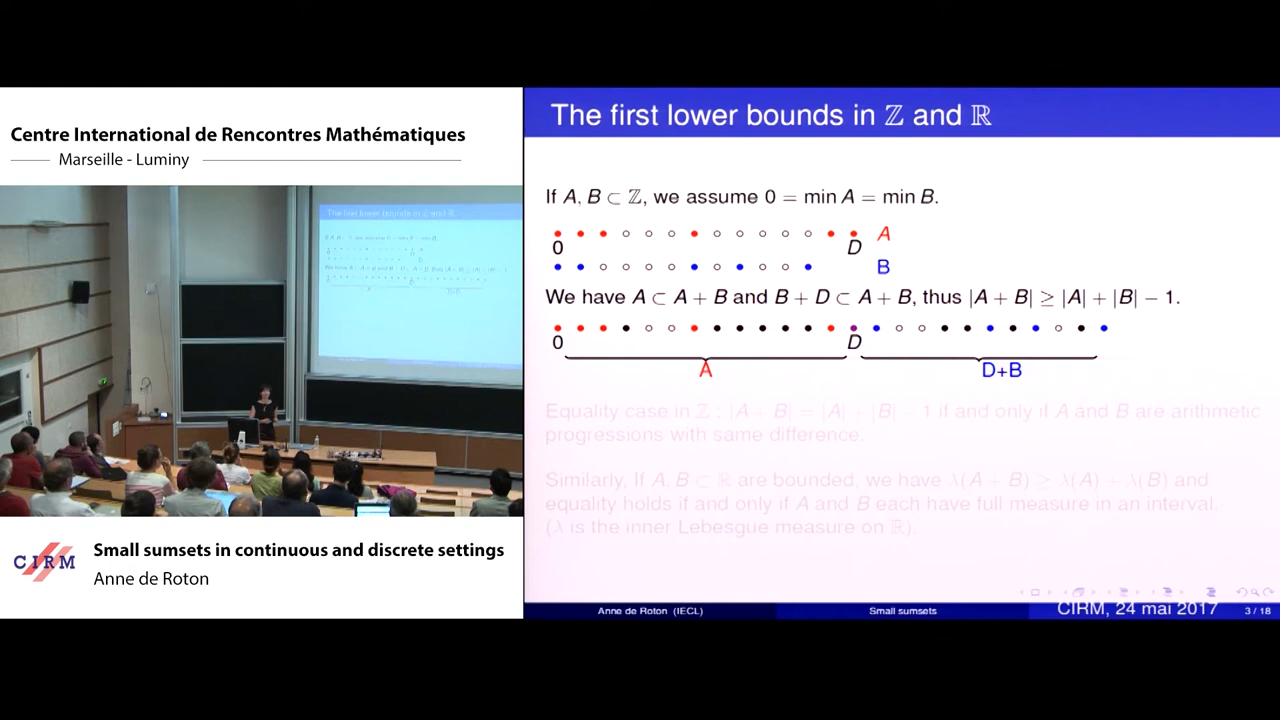 Centre International de Rencontres Mathématiques
Marseille - Luminy
CIRM
Small sumsets in continuous and discrete settings
Anne de Roton
The first lower bounds in ℤ and ℝ
If A, B ⊂ ℤ, we assume 0 = min A = min B.
A
0 D
B
We have A ⊂ A + B and B + D ⊂ A + B, thus |A + B| ≥ |A| + |B| − 1.
0 D
A D+B
Equality case in ℤ : |A + B| = |A| + |B| − 1 if and only if A and B are arithmetic
progressions with same difference.
Similarly, If A, B ⊂ ℝ are bounded, we have λ(A + B) ≥ λ(A) + λ(B) and
equality holds if and only if A and B each have full measure in an interval.
(λ is the inner Lebesgue measure on ℝ).
Anne de Roton (IECL) Small sumsets CIRM, 24 mai 2017 3 / 18